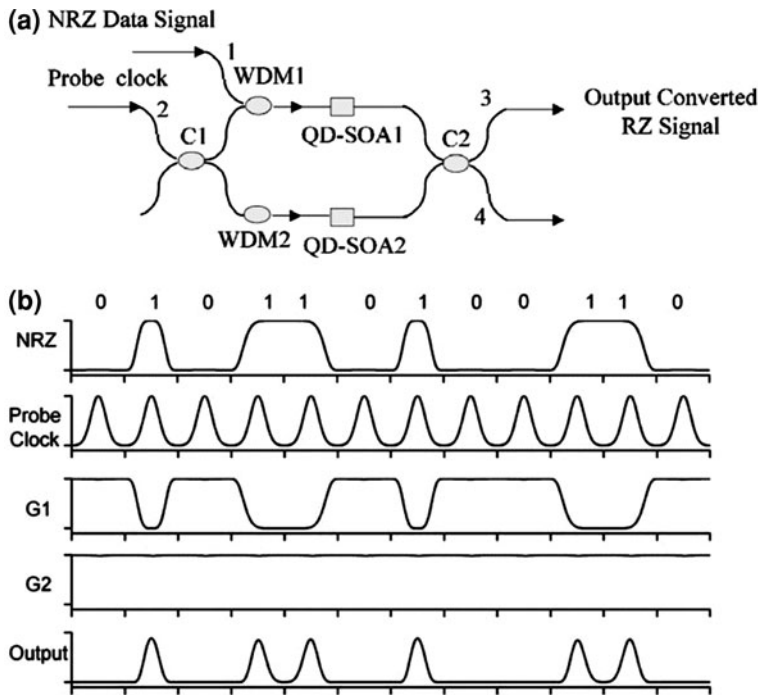 (a) NRZ Data Signal
1
WDM1
Probe clock
2
C1
QD-SOA1
C2
3
Output Converted
RZ Signal
WDM2
QD-SOA2
4
(b)
0 1 0 1 1 0 1 0 0 1 1 0
NRZ
Probe
Clock
G1
G2
Output